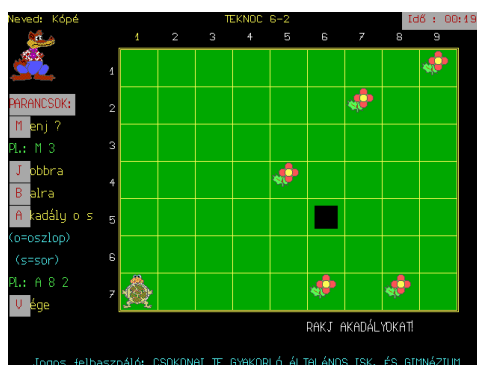 Neved: Kópé
TEKNOC 6-2
Idő : 00:19
1 2 3 4 5 6 7 8 9
1
2
3
4
5
6
7
PARANCSOK:
M enj ?
PL.: M 3
J obbra
B alra
A kadály o s
(o=oszlop)
(s=sor)
PL.: A 8 2
V ége
RAKJ AKADÁLYOKAT!
Jogos felhasználó: CSOKONAI TF GYAKORLÓ ÁLTALÁNOS ISK. ÉS GIMNÁZIUM